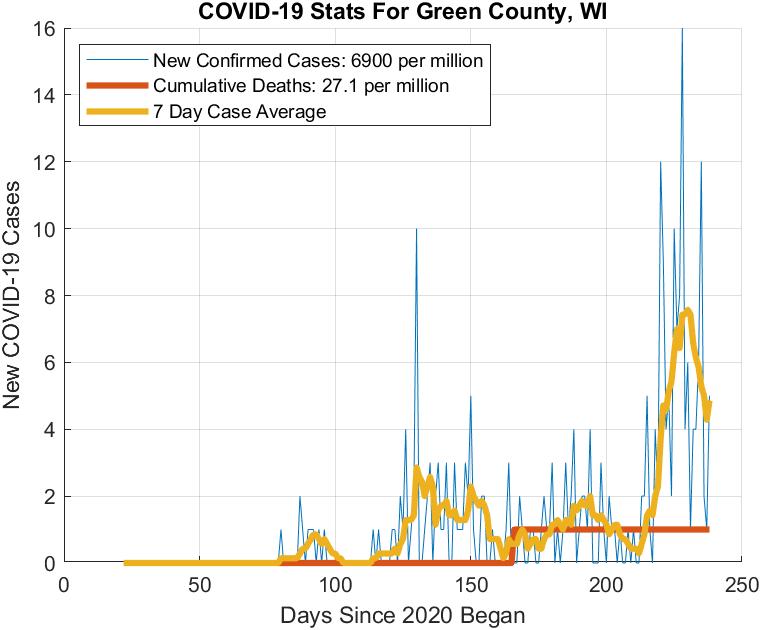 COVID-19 Stats For Green County, WI
New Confirmed Cases: 6900 per million
Cumulative Deaths: 27.1 per million
7 Day Case Average
New COVID-19 Cases
16
14
12
10
8
6
4
2
0
0 50 100 150 200 250
Days Since 2020 Began